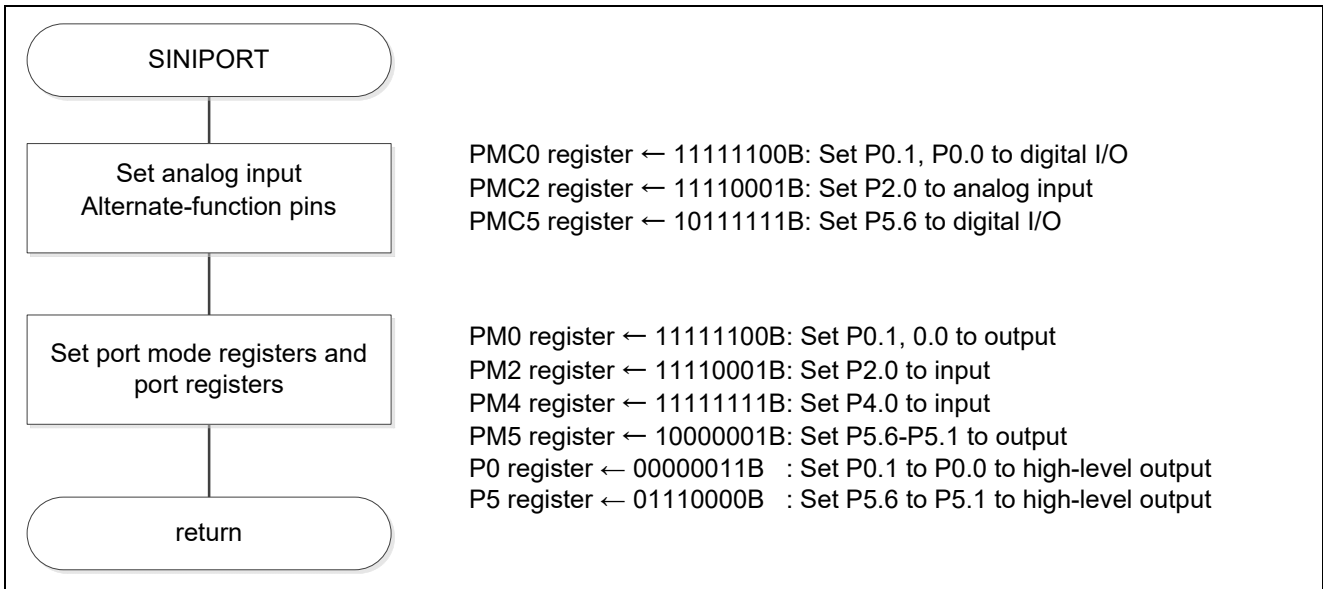 SINIPORT
Set analog input
Alternate-function pins
PMC0 register ← 11111100B: Set P0.1, P0.0 to digital I/O
PMC2 register ← 11110001B: Set P2.0 to analog input
PMC5 register ← 10111111B: Set P5.6 to digital I/O
Set port mode registers and
port registers
PM0 register ← 11111100B: Set P0.1, 0.0 to output
PM2 register ← 11110001B: Set P2.0 to input
PM4 register ← 11111111B: Set P4.0 to input
PM5 register ← 10000001B: Set P5.6-P5.1 to output
P0 register ← 00000011B : Set P0.1 to P0.0 to high-level output
P5 register ← 01110000B : Set P5.6 to P5.1 to high-level output
return